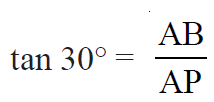 tan 30° = AB/AP